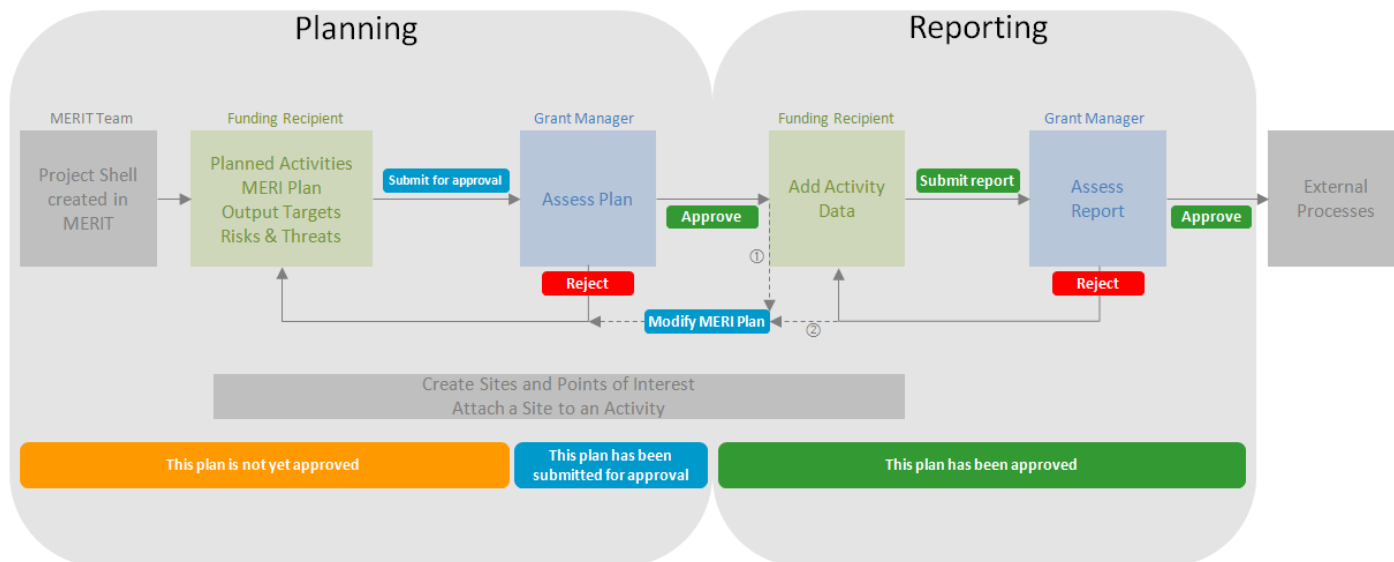 Planning
Reporting
MERIT Team
Funding Recipient
Grant Manager
Funding Recipient
Grant Manager
Project Shell
created in
MERIT
Planned Activities
MERI Plan
Output Targets
Risks & Threats
Submit for approval
Assess Plan
Approve
Add Activity
Data
Submit report
Assess
Report
Approve
External
Processes
①
Reject
Reject
Modify MERI Plan
②
Create Sites and Points of Interest
Attach a Site to an Activity
This plan is not yet approved
This plan has been
submitted for approval
This plan has been approved